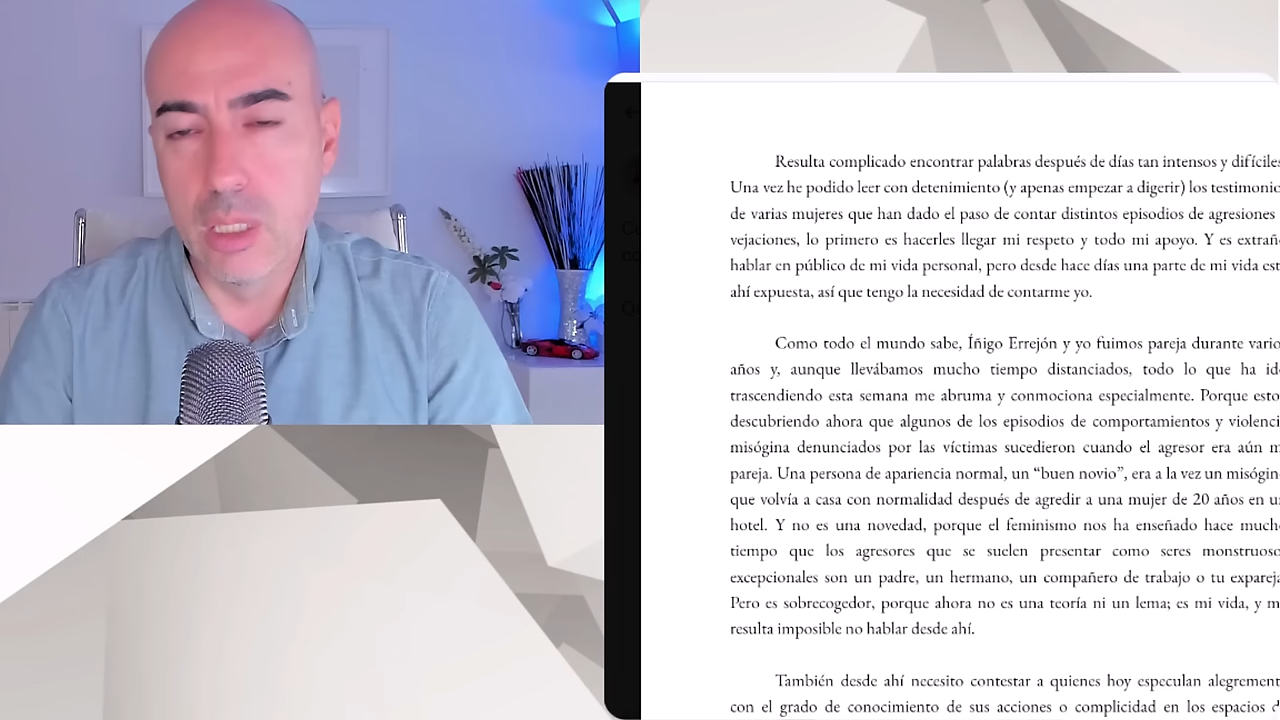 Resulta complicado encontrar palabras después de días tan intensos y difíciles
Una vez he podido leer con detenimiento (y apenas empezar a digerir) los testimonio
de varias mujeres que han dado el paso de contar distintos episodios de agresiones
vejaciones, lo primero es hacerles llegar mi respeto y todo mi apoyo. Y es extrañ
hablar en público de mi vida personal, pero desde hace días una parte de mi vida est
ahí expuesta, así que tengo la necesidad de contarme yo.
Como todo el mundo sabe, Íñigo Errejón y yo fuimos pareja durante vario
años y, aunque llevábamos mucho tiempo distanciados, todo lo que ha id
trascendiendo esta semana me abruma y conmociona especialmente. Porque esto
descubriendo ahora que algunos de los episodios de comportamientos y violenci
misógina denunciados por las víctimas sucedieron cuando el agresor era aún m
pareja. Una persona de apariencia normal, un “buen novio”, era a la vez un misógin
que volvía a casa con normalidad después de agredir a una mujer de 20 años en u
hotel. Y no es una novedad, porque el feminismo nos ha enseñado hace much
tiempo que los agresores que se suelen presentar como seres monstruoso
excepcionales son un padre, un hermano, un compañero de trabajo o tu expareja
Pero es sobrecogedor, porque ahora no es una teoría ni un lema; es mi vida, y m
resulta imposible no hablar desde ahí.
También desde ahí necesito contestar a quienes hoy especulan alegrement
con el grado de conocimiento de sus acciones o complicidad en los espacios d